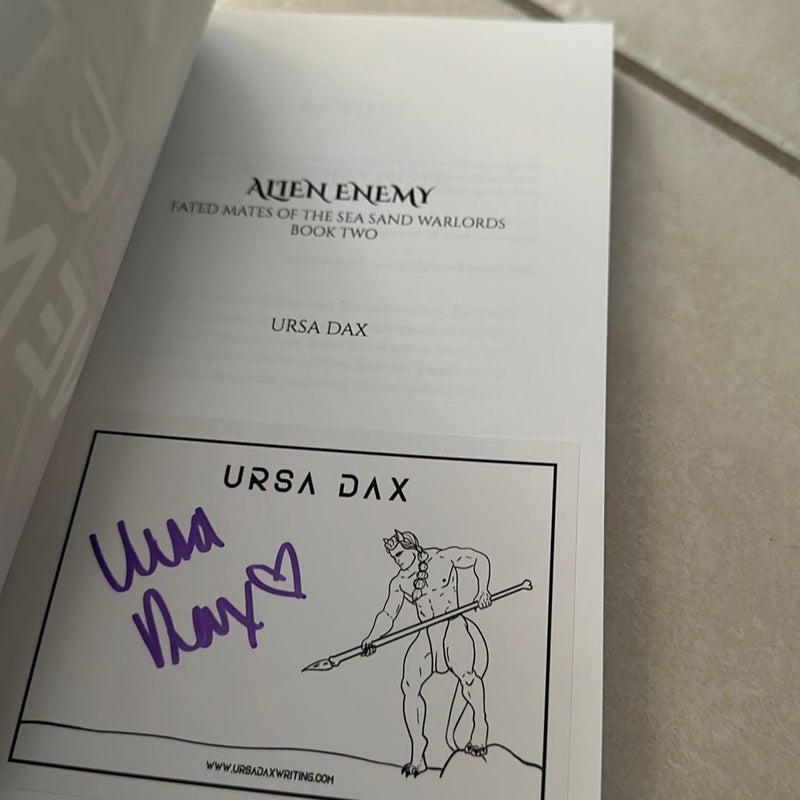 ALIEN ENEMY
FATED MATES OF THE SEA SAND WARLORDS
BOOK TWO
URSA DAX
URSA DAX
Ursa
Dax♡
WWW.URSADAXWRITING.COM